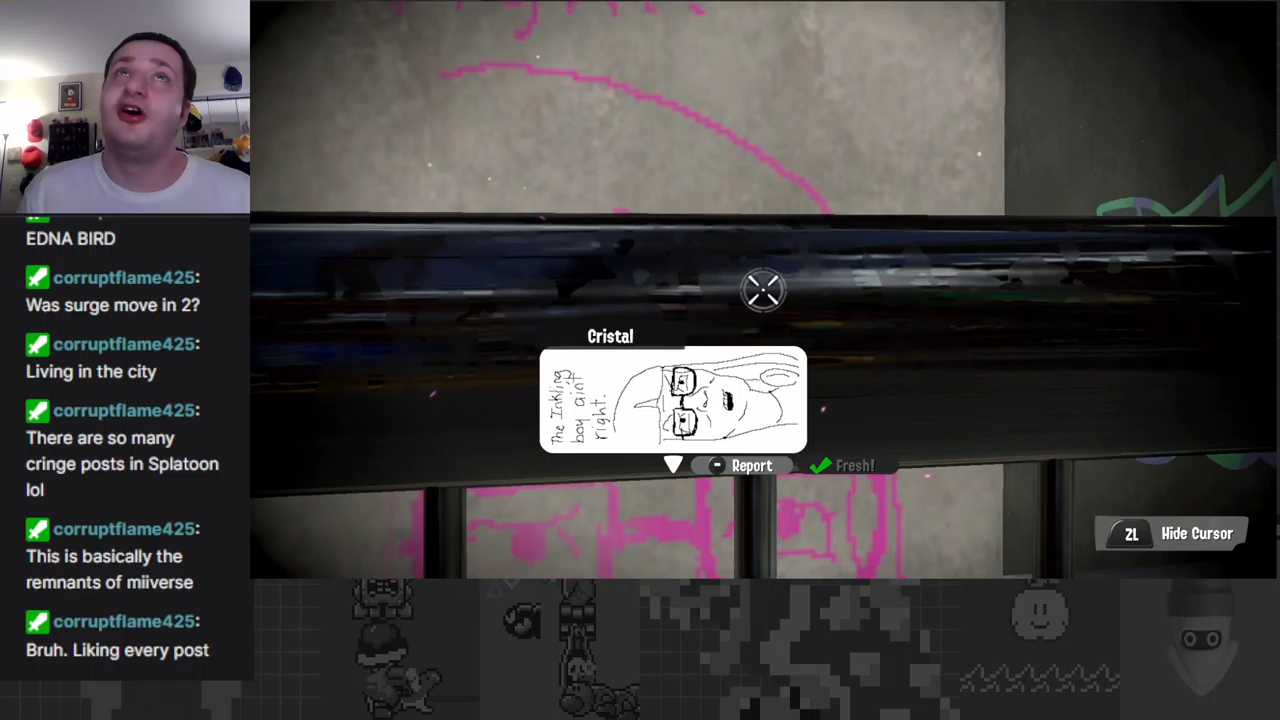 EDNA BIRD
corruptflame425:
Was surge move in 2?
corruptflame425:
Living in the city
corruptflame425:
There are so many
cringe posts in Splatoon
lol
corruptflame425:
This is basically the
remnants of miiverse
corruptflame425:
Bruh. Liking every post
Cristal
The Inkling
boy ain't
right.
- Report
Fresh!
ZL Hide Cursor